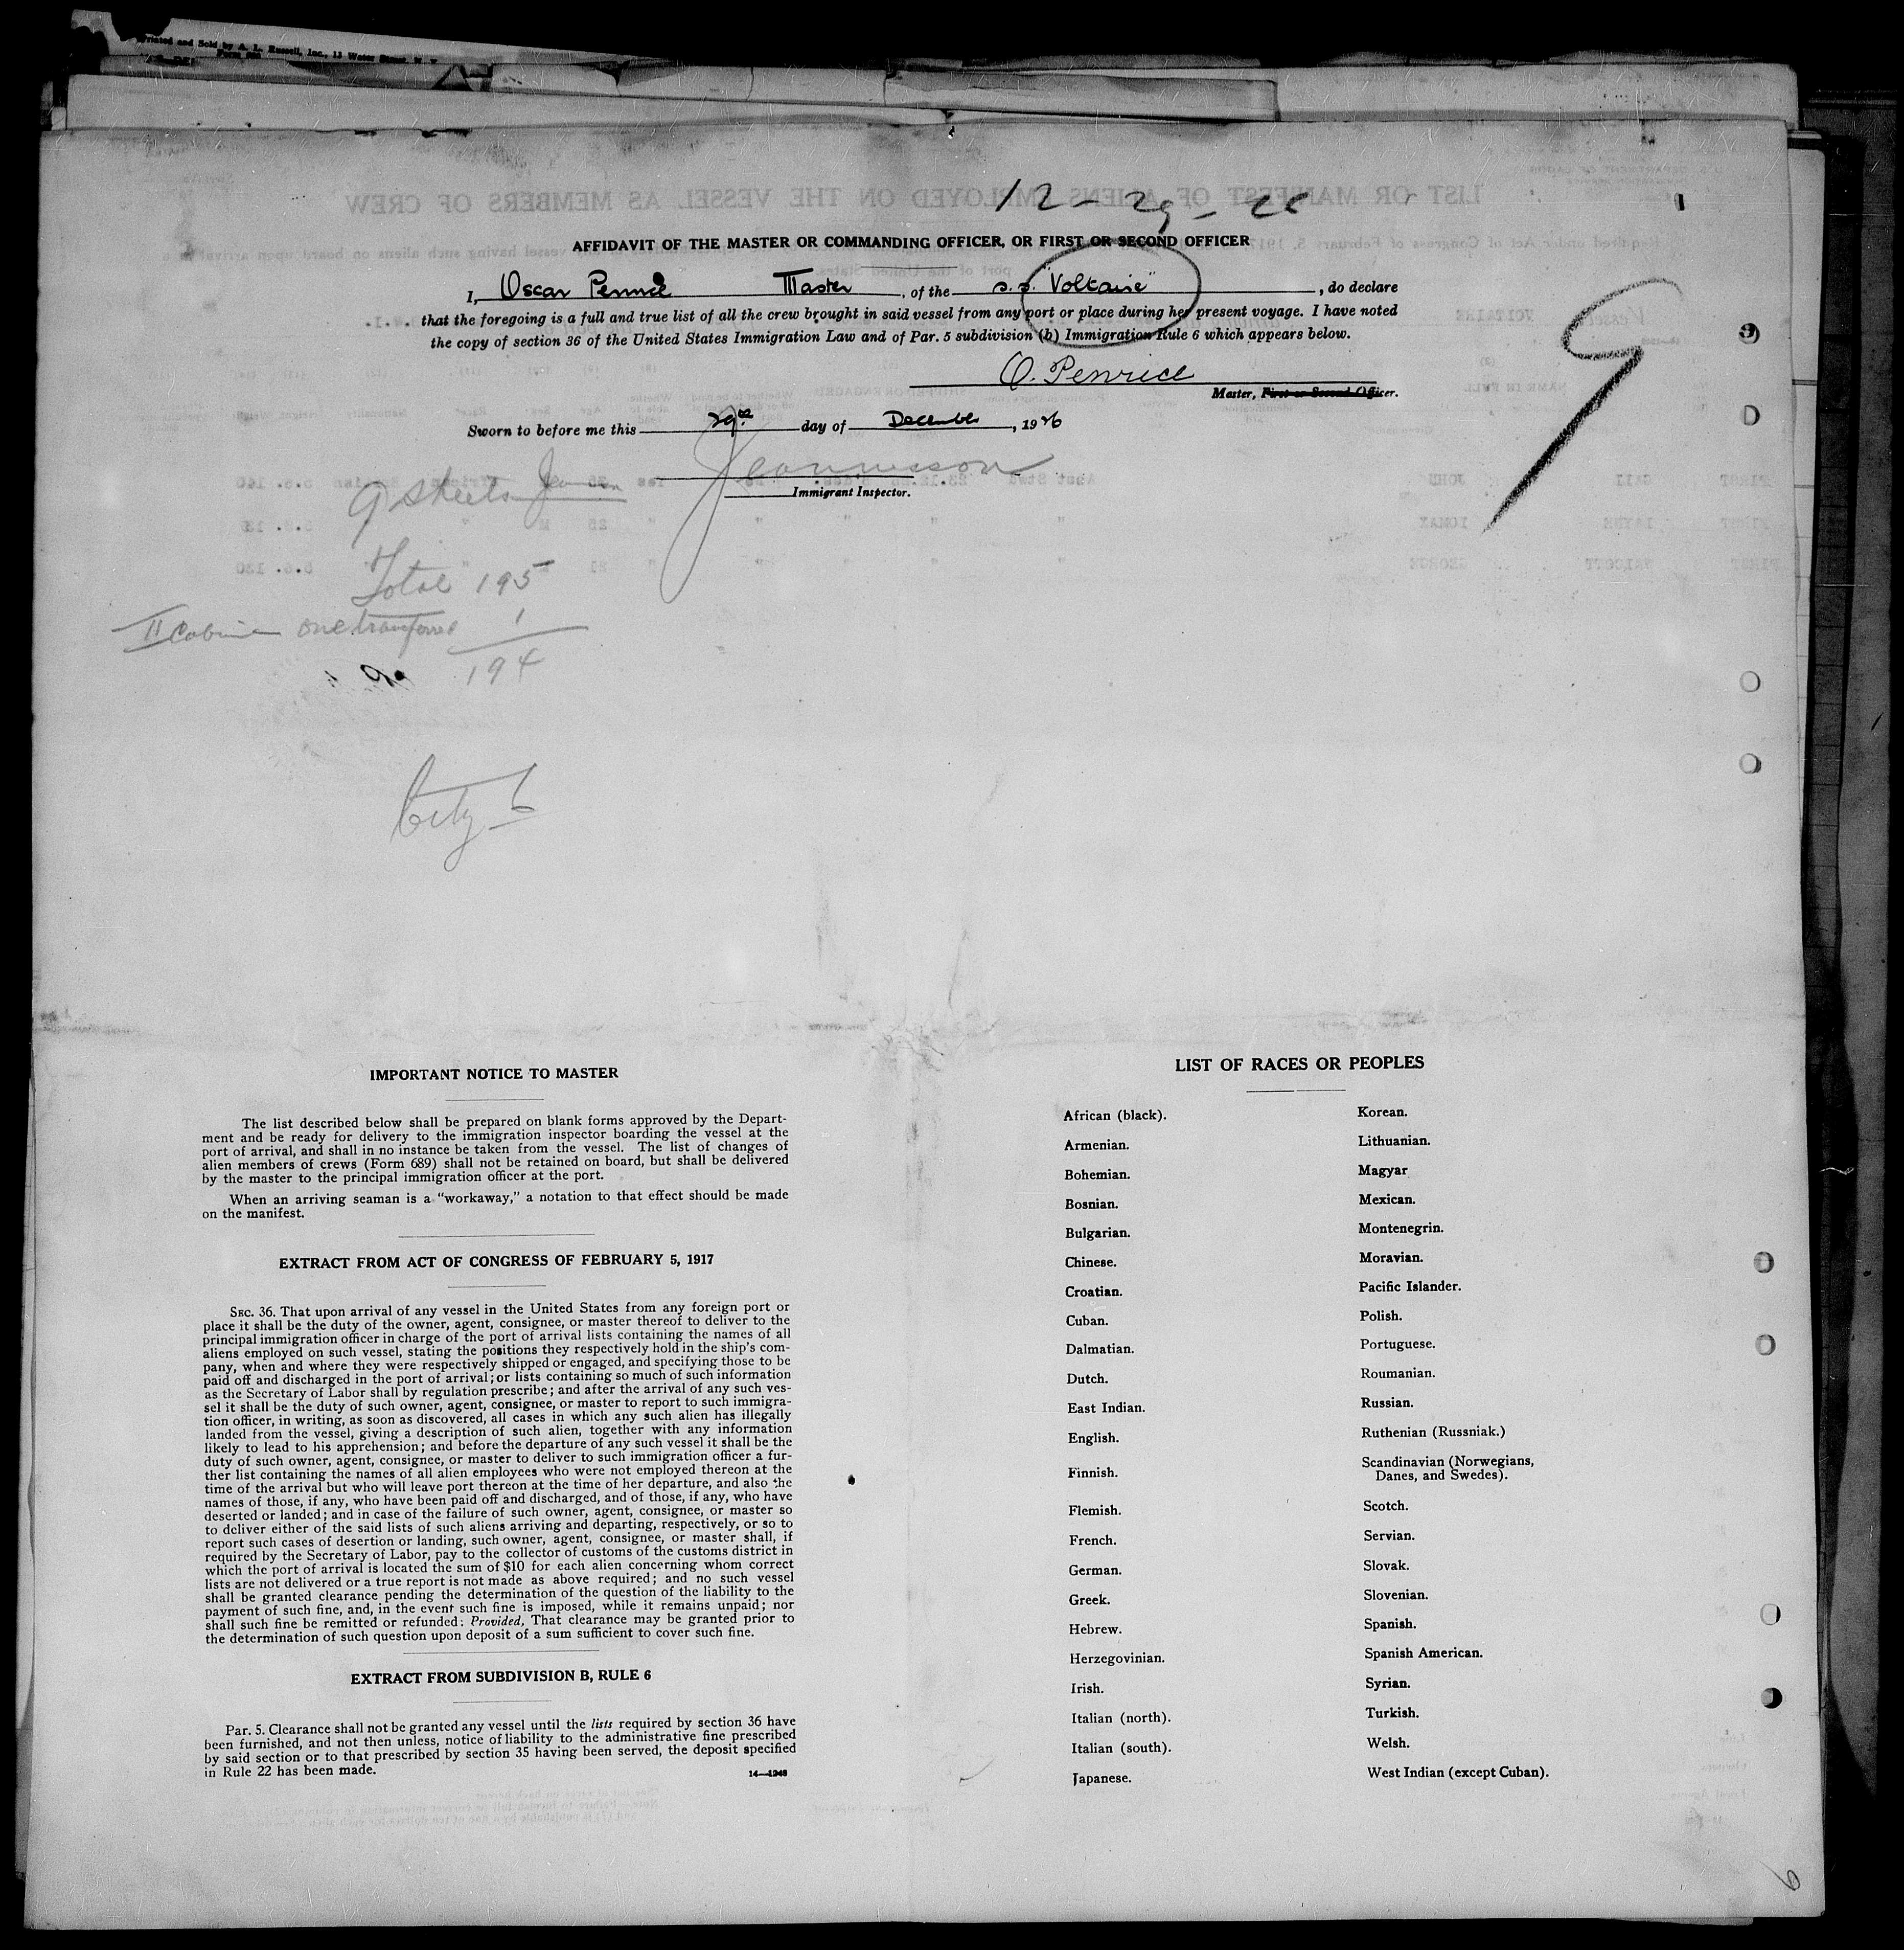 Printed and Sold by A. L. Russell, Inc., 13 Water Street, N. Y.
12 - 29 - 26
AFFIDAVIT OF THE MASTER OR COMMANDING OFFICER, OR FIRST OR SECOND OFFICER
I, Oscar Penrice Master, of the s.s. "Voltaire", do declare
that the foregoing is a full and true list of all the crew brought in said vessel from any port or place during her present voyage. I have noted
the copy of section 36 of the United States Immigration Law and of Par. 5 subdivision (b) Immigration Rule 6 which appears below.
O. Penrice
Master, First or Second Officer.
9
Sworn to before me this 29th day of December, 1926
Immigrant Inspector.
9 sheets
Total 195
II Cabin one transferred 1
194
IMPORTANT NOTICE TO MASTER
The list described below shall be prepared on blank forms approved by the Depart-
ment and be ready for delivery to the immigration inspector boarding the vessel at the
port of arrival, and shall in no instance be taken from the vessel. The list of changes of
alien members of crews (Form 689) shall not be retained on board, but shall be delivered
by the master to the principal immigration officer at the port.
When an arriving seaman is a "workaway," a notation to that effect should be made
on the manifest.
EXTRACT FROM ACT OF CONGRESS OF FEBRUARY 5, 1917
SEC. 36. That upon arrival of any vessel in the United States from any foreign port or
place it shall be the duty of the owner, agent, consignee, or master thereof to deliver to the
principal immigration officer in charge of the port of arrival lists containing the names of all
aliens employed on such vessel, stating the positions they respectively hold in the ship's com-
pany, when and where they were respectively shipped or engaged, and specifying those to be
paid off and discharged in the port of arrival; or lists containing so much of such information
as the Secretary of Labor shall by regulation prescribe; and after the arrival of any such ves-
sel it shall be the duty of such owner, agent, consignee, or master to report to such immigra-
tion officer, in writing, as soon as discovered, all cases in which any such alien has illegally
landed from the vessel, giving a description of such alien, together with any information
likely to lead to his apprehension; and before the departure of any such vessel it shall be the
duty of such owner, agent, consignee, or master to deliver to such immigration officer a fur-
ther list containing the names of all alien employees who were not employed thereon at the
time of the arrival but who will leave port thereon at the time of her departure, and also the
names of those, if any, who have been paid off and discharged, and of those, if any, who have
deserted or landed; and in case of the failure of such owner, agent, consignee, or master so
to deliver either of the said lists of such aliens arriving and departing, respectively, or so to
report such cases of desertion or landing, such owner, agent, consignee, or master shall, if
required by the Secretary of Labor, pay to the collector of customs of the customs district in
which the port of arrival is located the sum of $10 for each alien concerning whom correct
lists are not delivered or a true report is not made as above required; and no such vessel
shall be granted clearance pending the determination of the question of the liability to the
payment of such fine, and, in the event such fine is imposed, while it remains unpaid; nor
shall such fine be remitted or refunded: Provided, That clearance may be granted prior to
the determination of such question upon deposit of a sum sufficient to cover such fine.
EXTRACT FROM SUBDIVISION B, RULE 6
Par. 5. Clearance shall not be granted any vessel until the lists required by section 36 have
been furnished, and not then unless, notice of liability to the administrative fine prescribed
by said section or to that prescribed by section 35 having been served, the deposit specified
in Rule 22 has been made.
14—1248
LIST OF RACES OR PEOPLES
African (black).
Armenian.
Bohemian.
Bosnian.
Bulgarian.
Chinese.
Croatian.
Cuban.
Dalmatian.
Dutch.
East Indian.
English.
Finnish.
Flemish.
French.
German.
Greek.
Hebrew.
Herzegovinian.
Irish.
Italian (north).
Italian (south).
Japanese.
Korean.
Lithuanian.
Magyar
Mexican.
Montenegrin.
Moravian.
Pacific Islander.
Polish.
Portuguese.
Roumanian.
Russian.
Ruthenian (Russniak.)
Scandinavian (Norwegians,
Danes, and Swedes).
Scotch.
Servian.
Slovak.
Slovenian.
Spanish.
Spanish American.
Syrian.
Turkish.
Welsh.
West Indian (except Cuban).